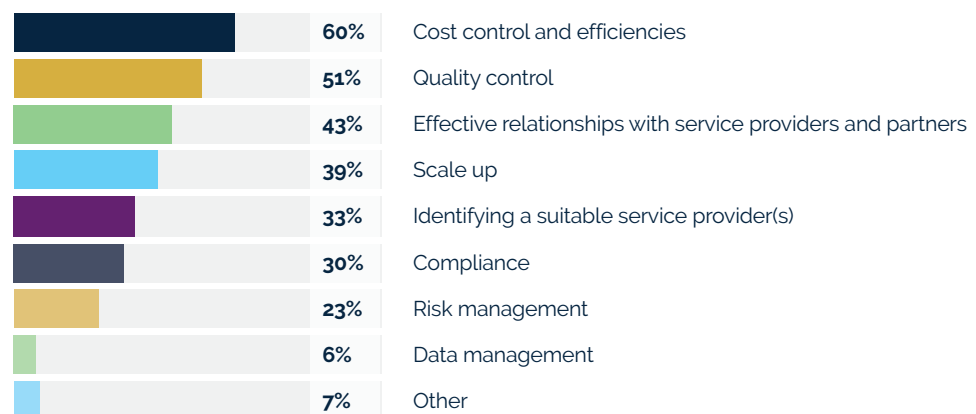 60% Cost control and efficiencies
51% Quality control
43% Effective relationships with service providers and partners
39% Scale up
33% Identifying a suitable service provider(s)
30% Compliance
23% Risk management
6% Data management
7% Other